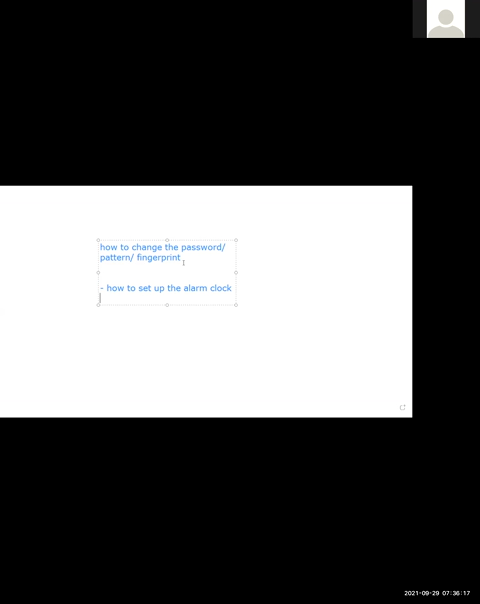 how to change the password/
pattern/ fingerprint
- how to set up the alarm clock
2021-09-29 07:36:17